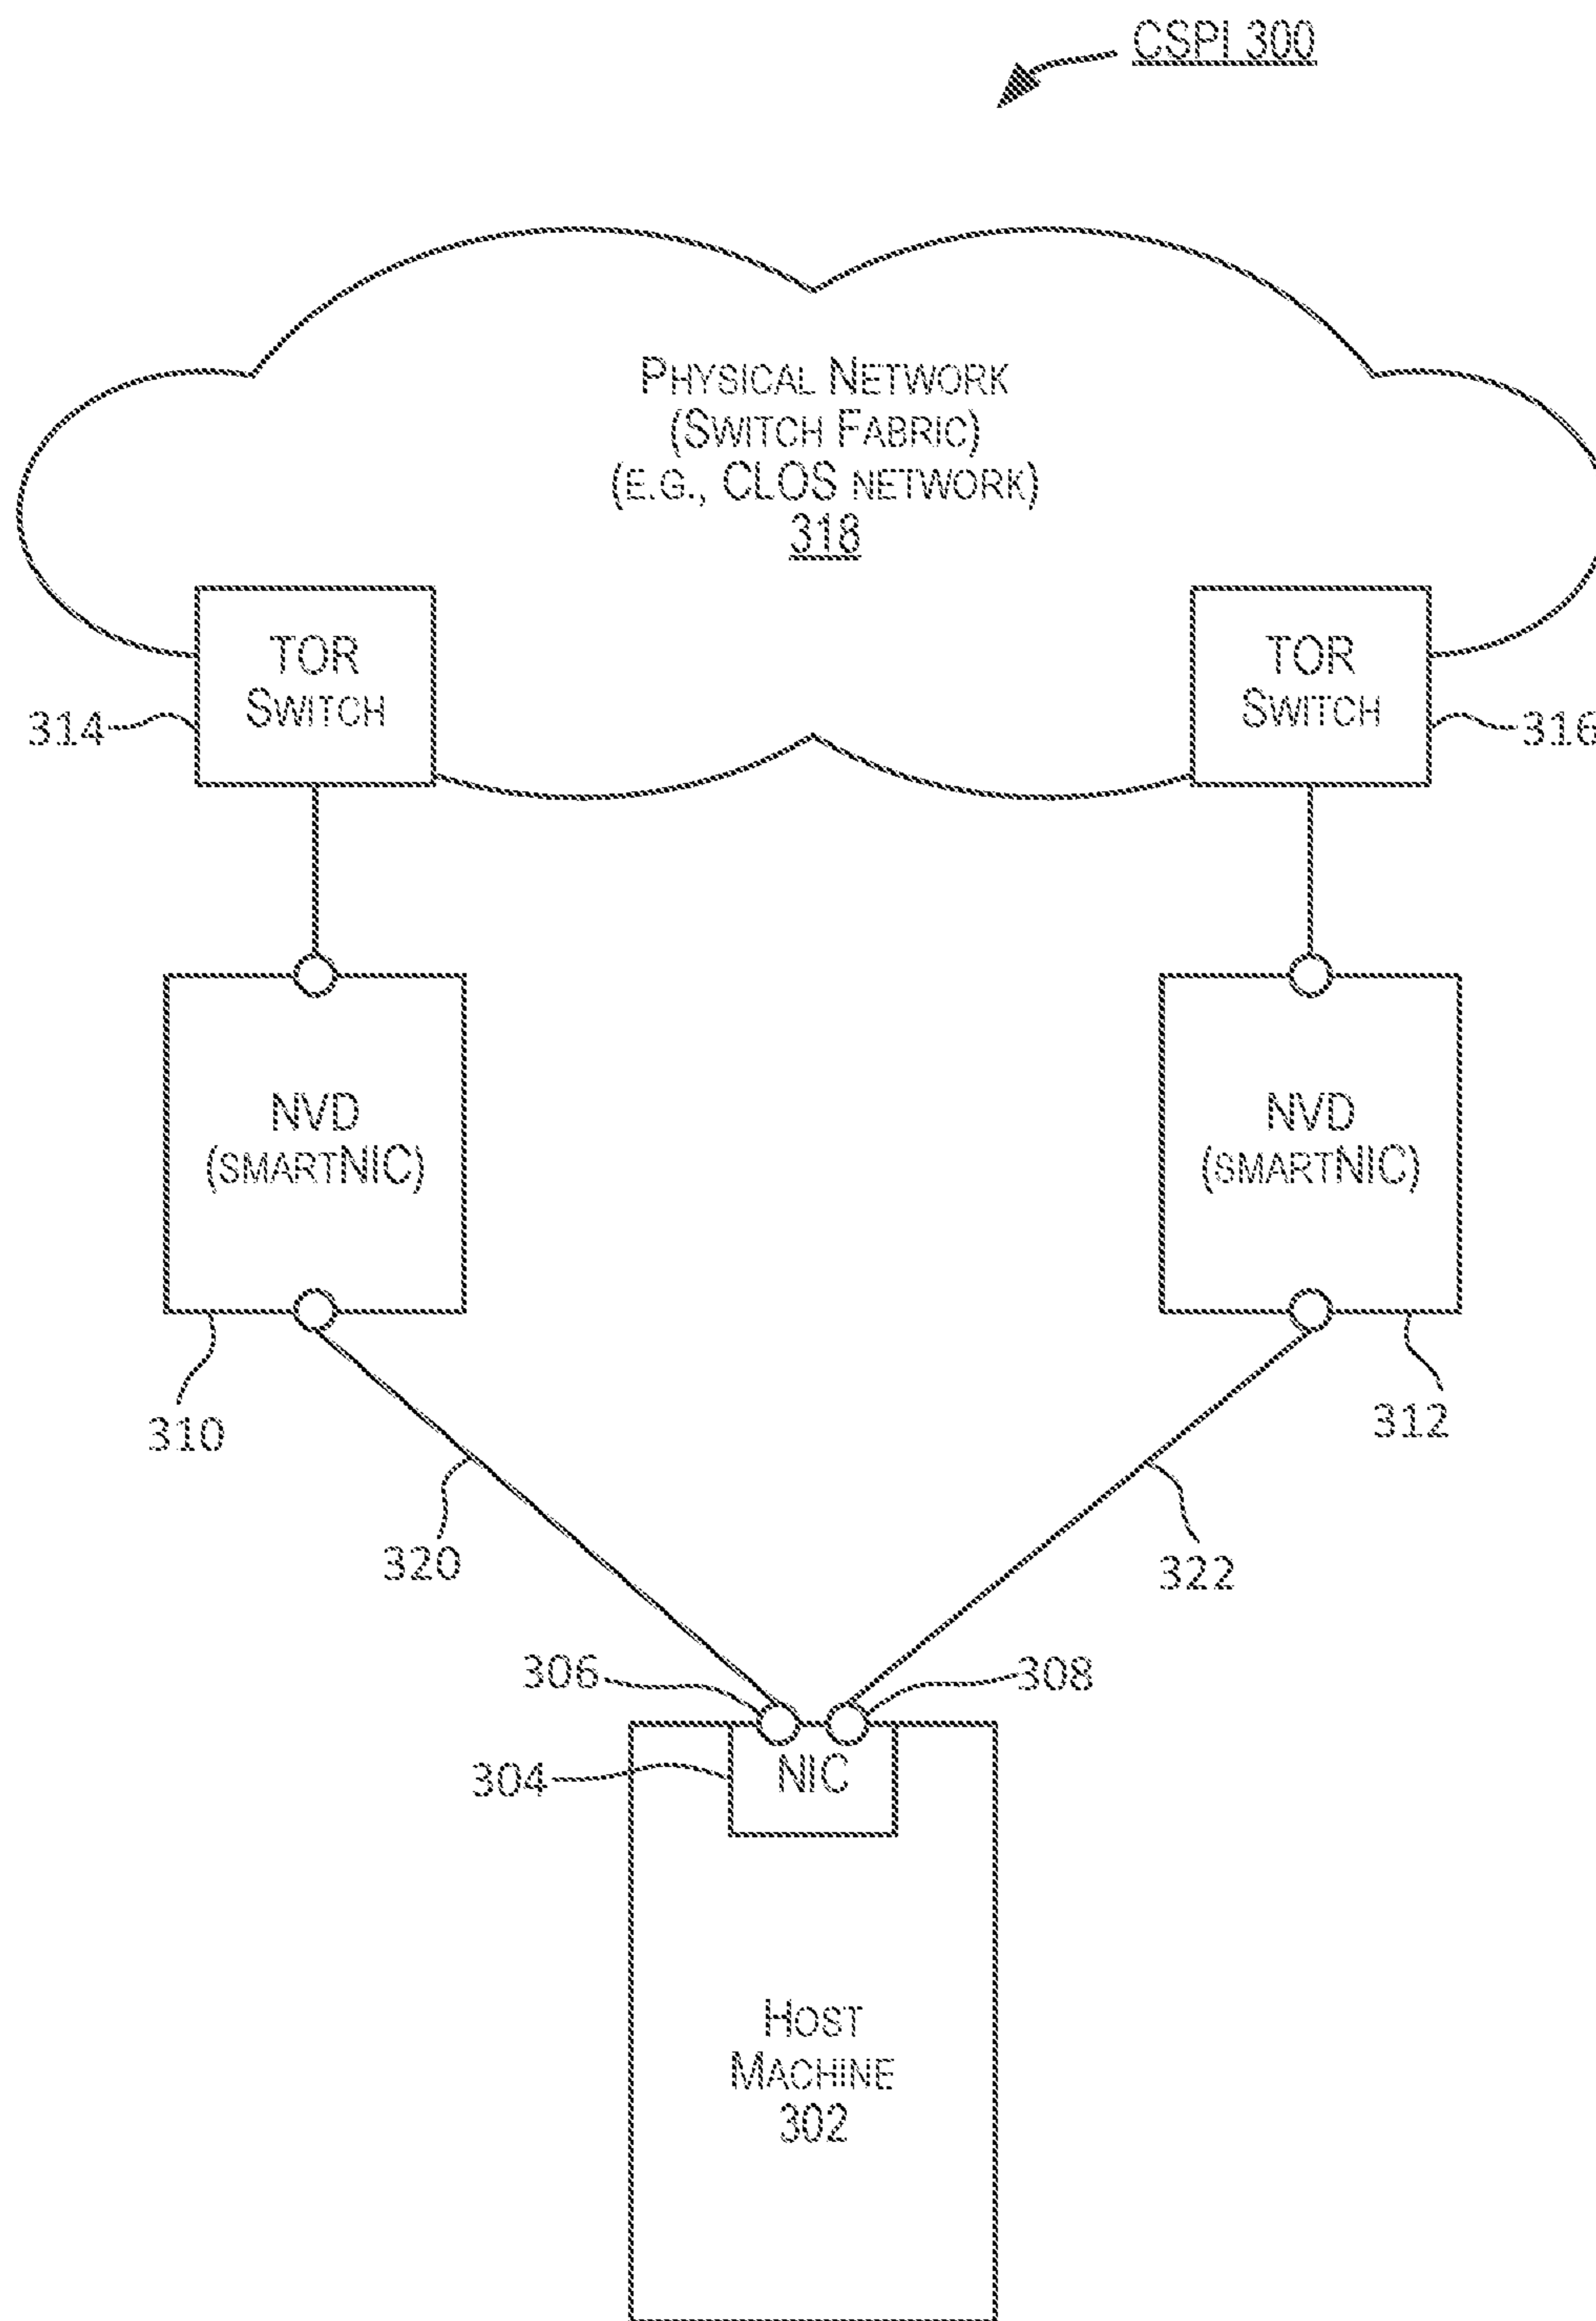 CSPI 300
PHYSICAL NETWORK
(SWITCH FABRIC)
(E.G., CLOS NETWORK)
318
TOR
SWITCH
314
TOR
SWITCH
316
NVD
(SMARTNIC)
310
NVD
(SMARTNIC)
312
320
322
306
308
304
NIC
HOST
MACHINE
302